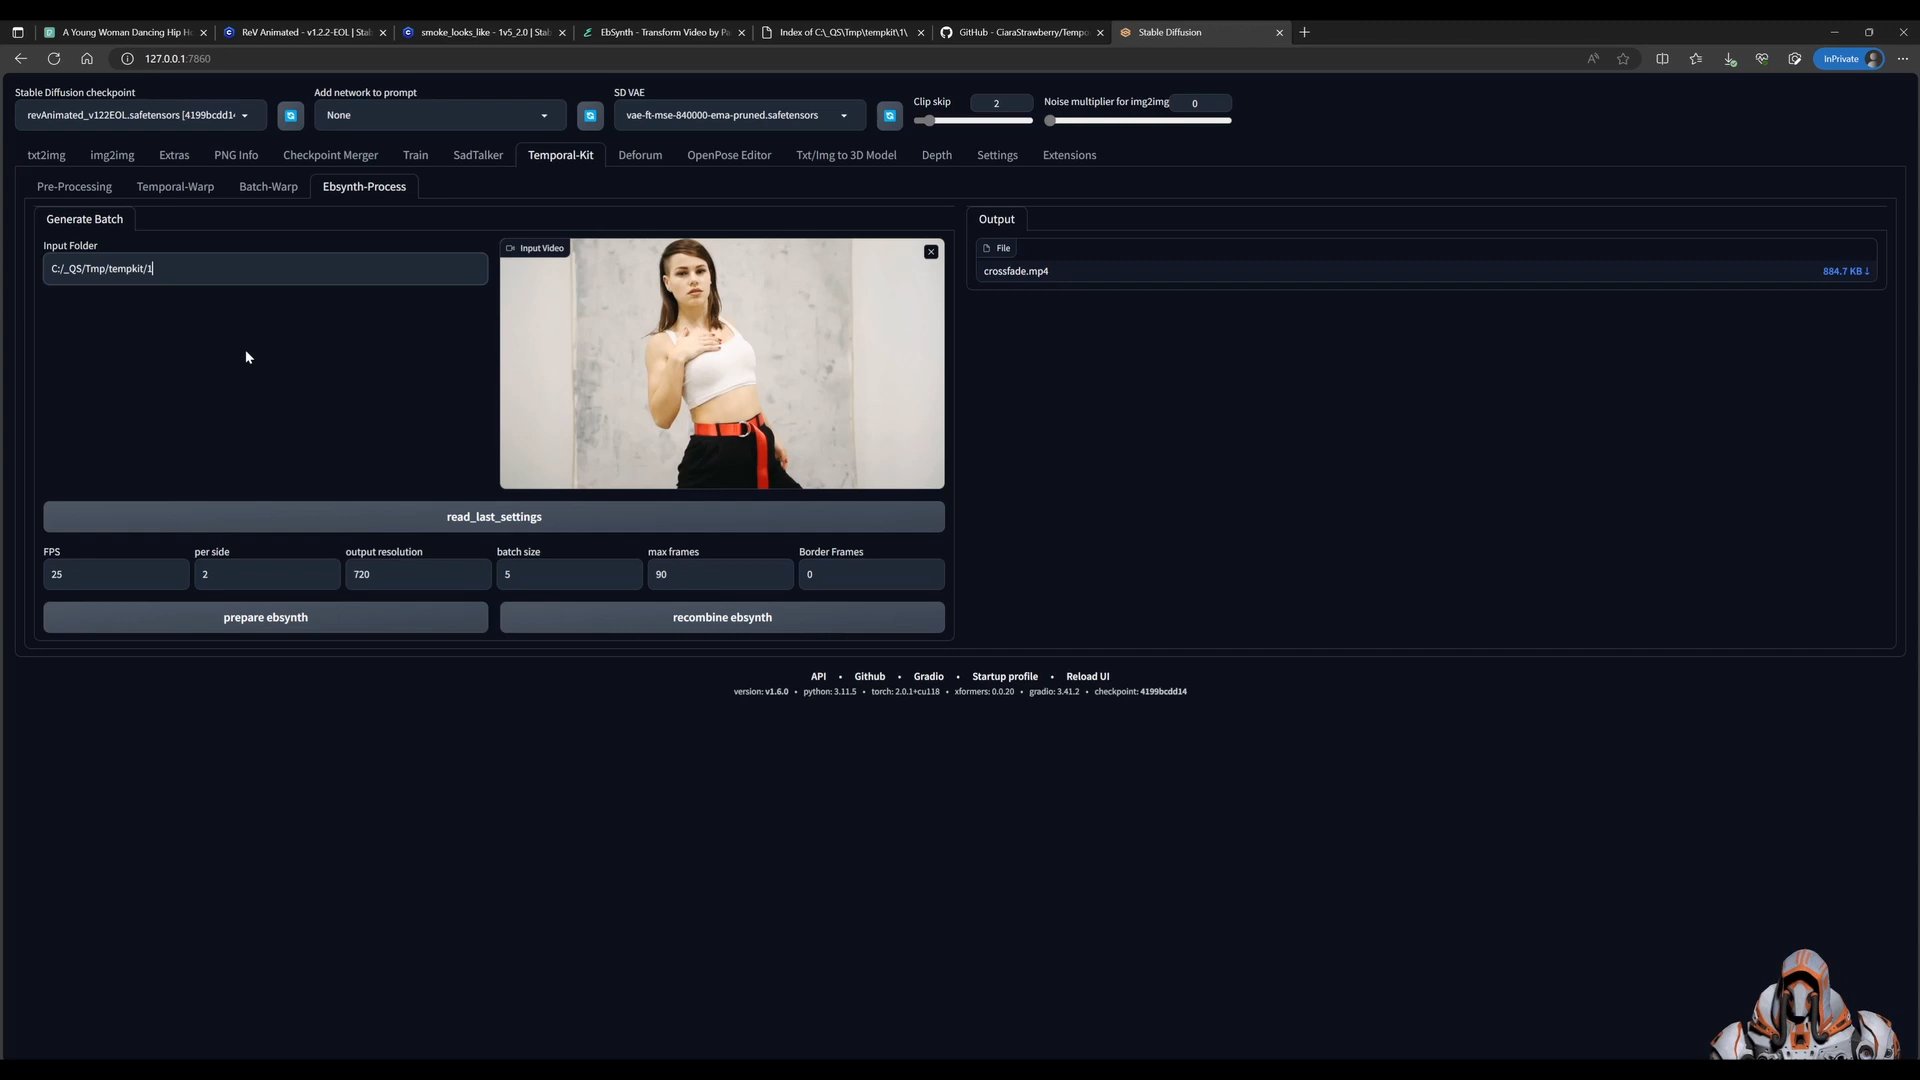 A Young Woman Dancing Hip H
ReV Animated - v1.2.2-EOL | Stab
smoke_looks_like - 1v5_2.0 | Stab
EbSynth - Transform Video by Pa
Index of C:\_QS\Tmp\tempkit\1\
GitHub - CiaraStrawberry/Tempo
Stable Diffusion
127.0.0.1:7860
InPrivate
Stable Diffusion checkpoint
Add network to prompt
SD VAE
Clip skip
2
Noise multiplier for img2img
0
revAnimated_v122EOL.safetensors [4199bcdd14
None
vae-ft-mse-840000-ema-pruned.safetensors
txt2img
img2img
Extras
PNG Info
Checkpoint Merger
Train
SadTalker
Temporal-Kit
Deforum
OpenPose Editor
Txt/Img to 3D Model
Depth
Settings
Extensions
Pre-Processing
Temporal-Warp
Batch-Warp
Ebsynth-Process
Generate Batch
Input Folder
C:/_QS/Tmp/tempkit/1
Input Video
Output
File
crossfade.mp4
884.7 KB ↓
read_last_settings
FPS
per side
output resolution
batch size
max frames
Border Frames
25
2
720
5
90
0
prepare ebsynth
recombine ebsynth
API • Github • Gradio • Startup profile • Reload UI
version: v1.6.0 • python: 3.11.5 • torch: 2.0.1+cu118 • xformers: 0.0.20 • gradio: 3.41.2 • checkpoint: 4199bcdd14